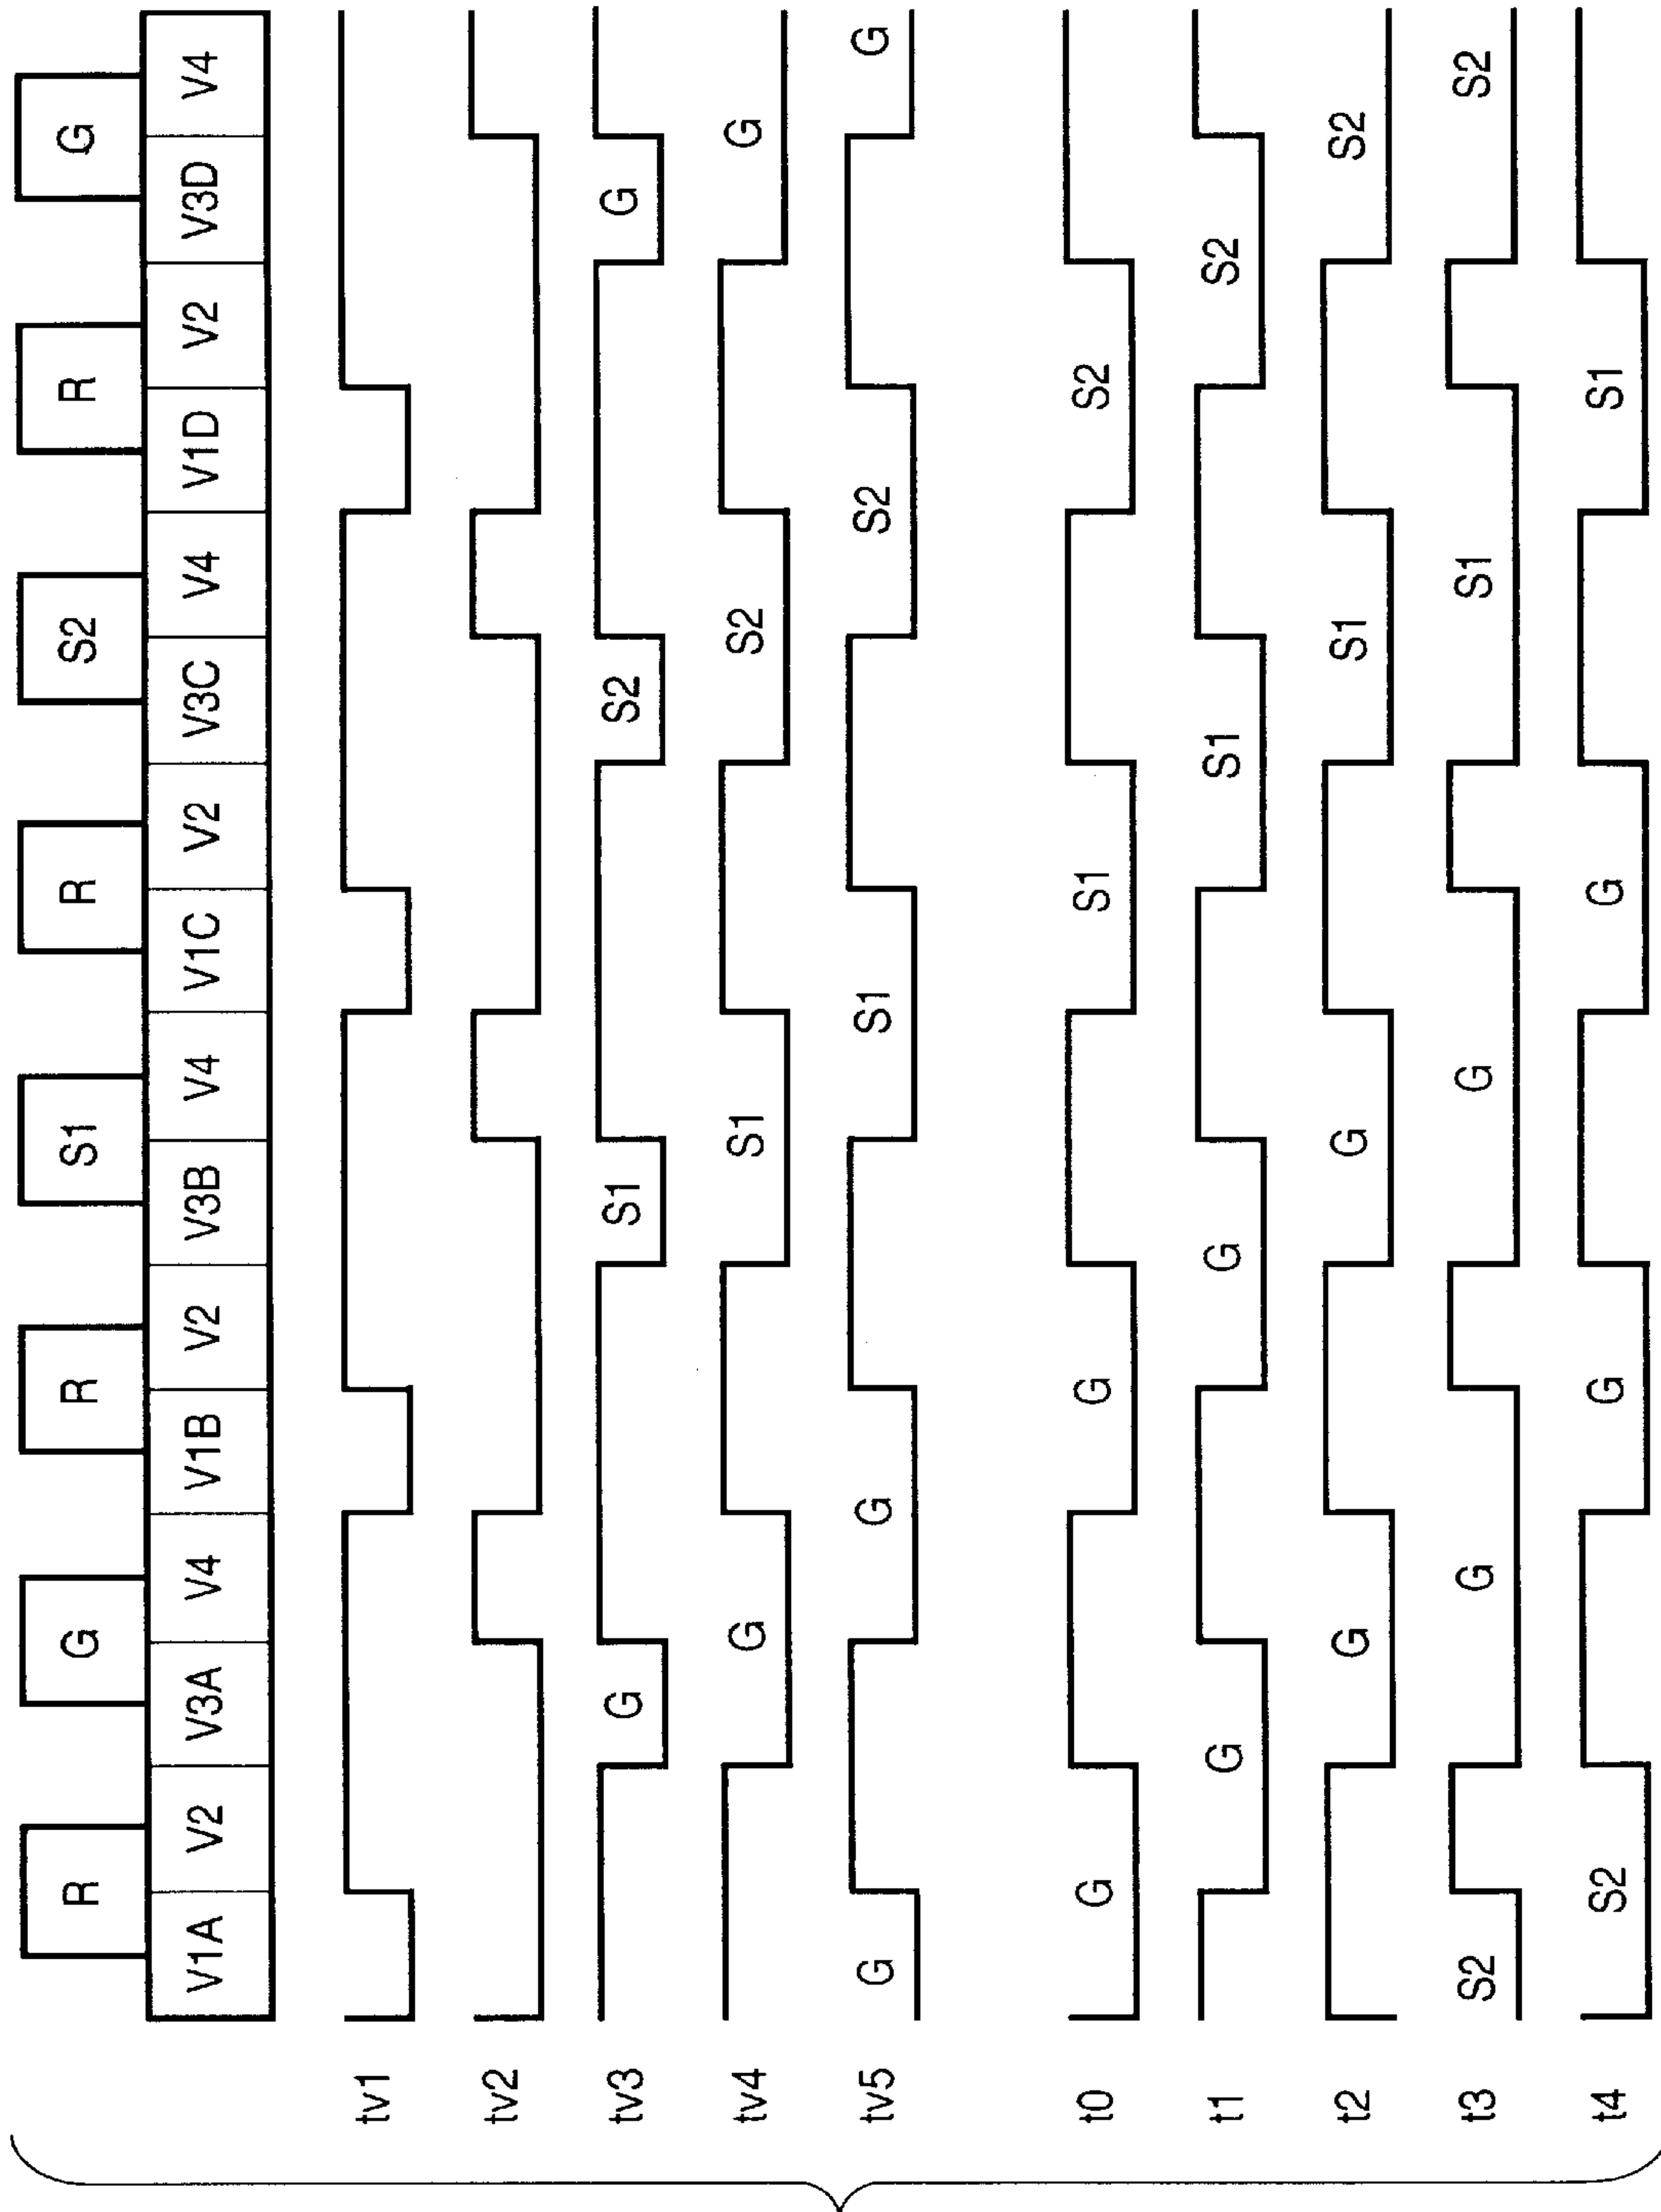 R G R S1 R S2 R G
V1A V2 V3A V4 V1B V2 V3B V4 V1C V2 V3C V4 V1D V2 V3D V4
tv1
tv2
tv3 G S1 S2 G
tv4 G S1 S2 G
tv5 G G S1 S2 G
t0 G G S1 S2
t1 G G S1 S2
t2 G G S1 S2
t3 S2 G G S1 S2
t4 S2 G G S1